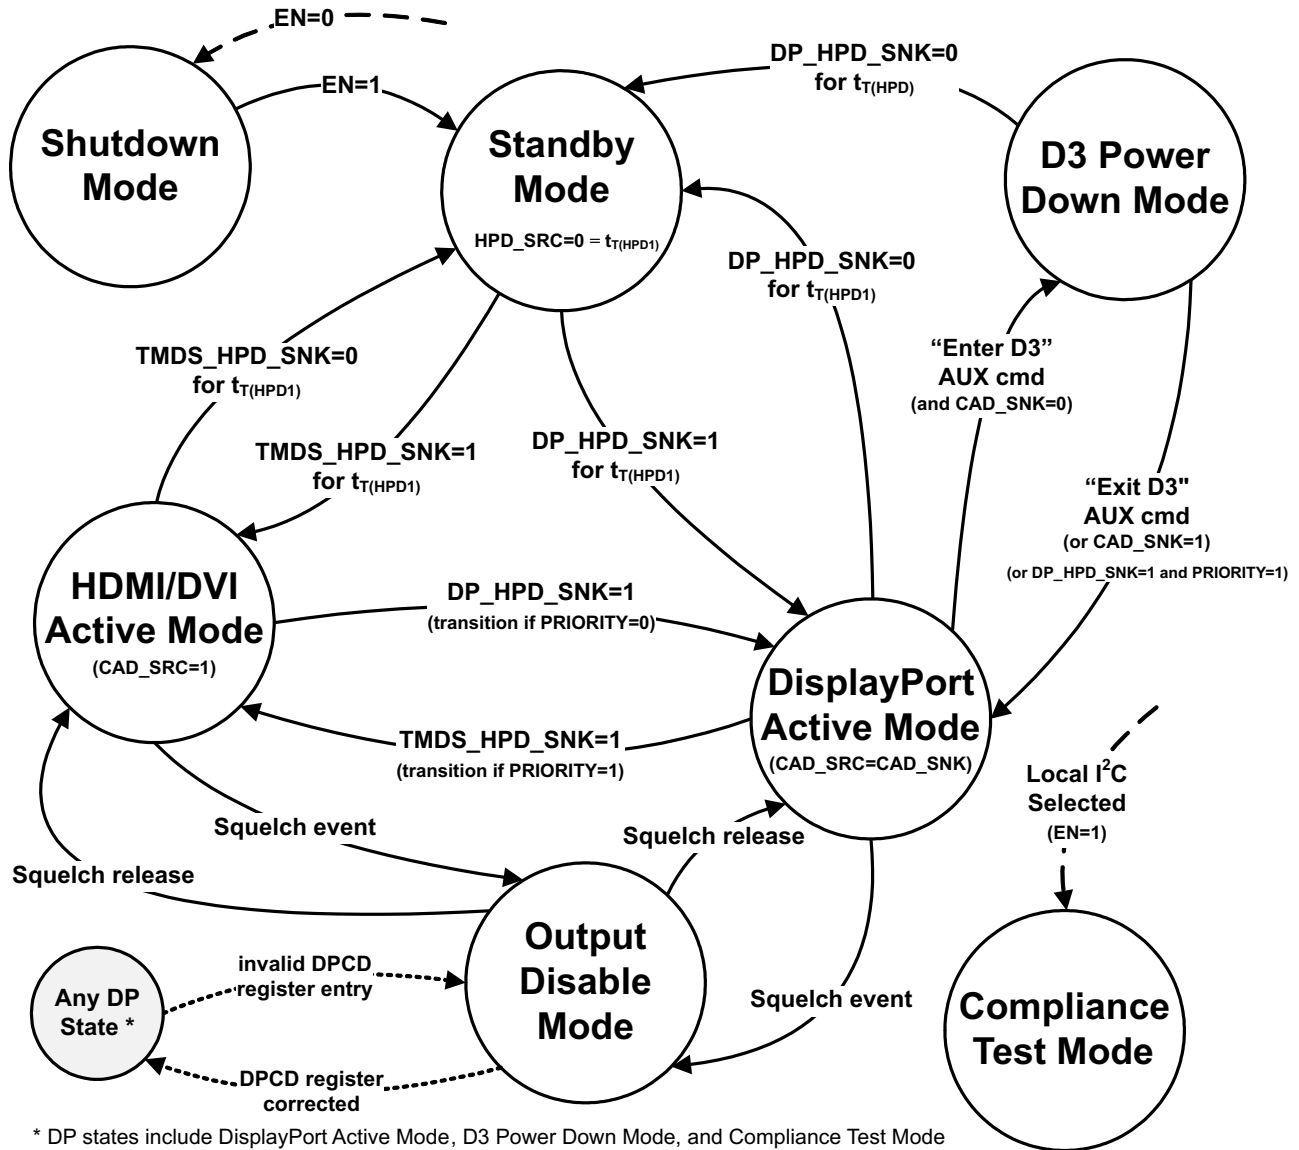 EN=0
EN=1
Shutdown
Mode
Standby
Mode
HPD_SRC=0 = tT(HPD1)
DP_HPD_SNK=0
for tT(HPD)
D3 Power
Down Mode
DP_HPD_SNK=0
for tT(HPD1)
TMDS_HPD_SNK=0
for tT(HPD1)
TMDS_HPD_SNK=1
for tT(HPD1)
DP_HPD_SNK=1
for tT(HPD1)
“Enter D3”
AUX cmd
(and CAD_SNK=0)
“Exit D3"
AUX cmd
(or CAD_SNK=1)
(or DP_HPD_SNK=1 and PRIORITY=1)
HDMI/DVI
Active Mode
(CAD_SRC=1)
DP_HPD_SNK=1
(transition if PRIORITY=0)
TMDS_HPD_SNK=1
(transition if PRIORITY=1)
DisplayPort
Active Mode
(CAD_SRC=CAD_SNK)
Local I²C
Selected
(EN=1)
Squelch event
Squelch release
Squelch release
Squelch event
Output
Disable
Mode
Compliance
Test Mode
Any DP
State *
invalid DPCD
register entry
DPCD register
corrected
* DP states include DisplayPort Active Mode, D3 Power Down Mode, and Compliance Test Mode